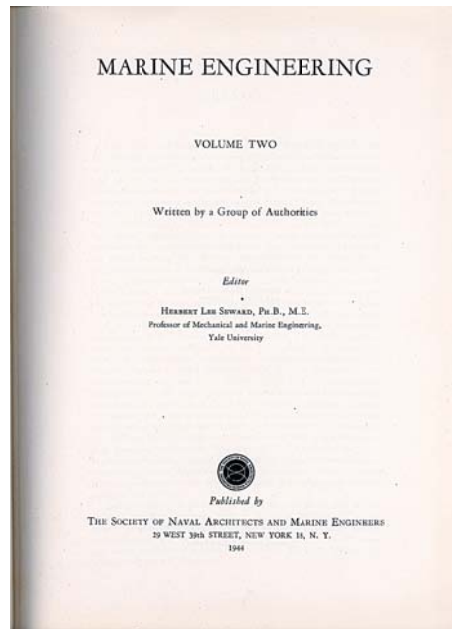 MARINE ENGINEERING
VOLUME TWO
Written by a Group of Authorities
Editor
HERBERT LEE SEWARD, PH.B., M.E.
Professor of Mechanical and Marine Engineering,
Yale University
Published by
THE SOCIETY OF NAVAL ARCHITECTS AND MARINE ENGINEERS
29 WEST 39th STREET, NEW YORK 18, N. Y.
1944